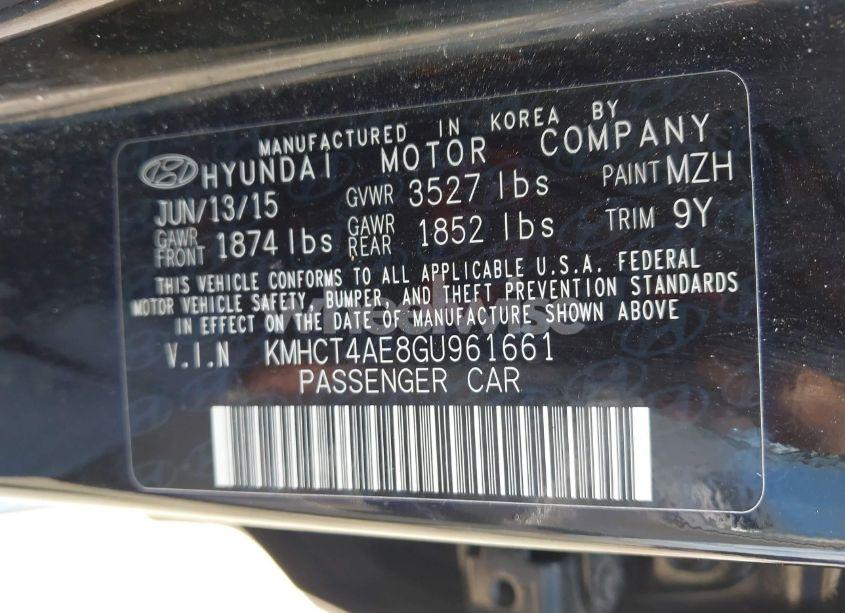 MANUFACTURED IN KOREA BY
HYUNDAI MOTOR COMPANY
JUN/13/15 GVWR 3527 lbs PAINT MZH
GAWR FRONT 1874 lbs GAWR REAR 1852 lbs TRIM 9Y
THIS VEHICLE CONFORMS TO ALL APPLICABLE U.S.A. FEDERAL
MOTOR VEHICLE SAFETY, BUMPER, AND THEFT PREVENTION STANDARDS
IN EFFECT ON THE DATE OF MANUFACTURE SHOWN ABOVE
wheelwise
V.I.N KMHCT4AE8GU961661
PASSENGER CAR